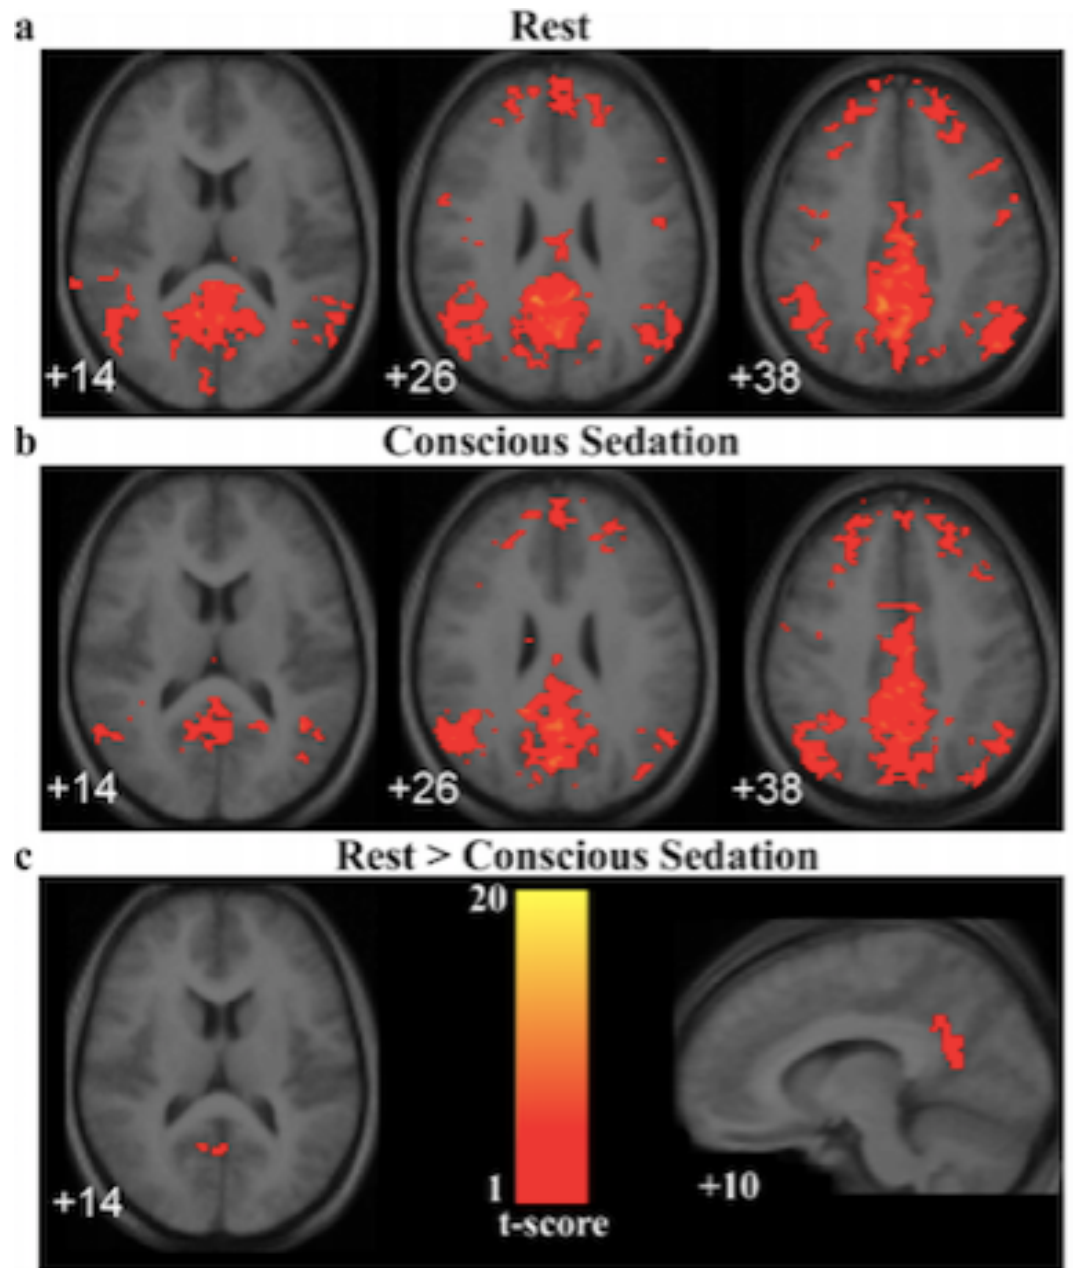 a
Rest
+14
+26
+38
b
Conscious Sedation
+14
+26
+38
c
Rest > Conscious Sedation
20
1
t-score
+14
+10